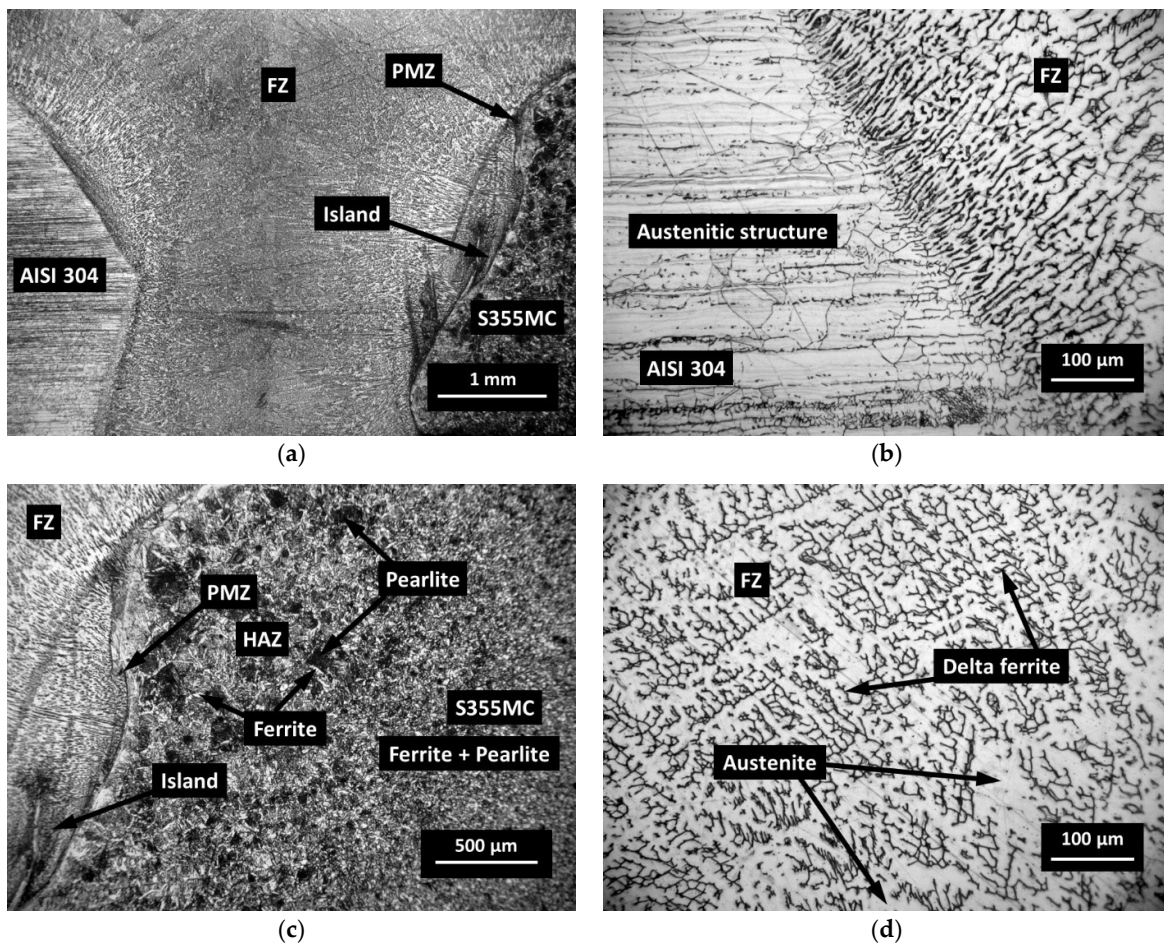 FZ
PMZ
Island
AISI 304
S355MC
1 mm
(a)
FZ
Austenitic structure
AISI 304
100 µm
(b)
FZ
Pearlite
PMZ
HAZ
S355MC
Ferrite
Ferrite + Pearlite
Island
500 µm
(c)
FZ
Delta ferrite
Austenite
100 µm
(d)